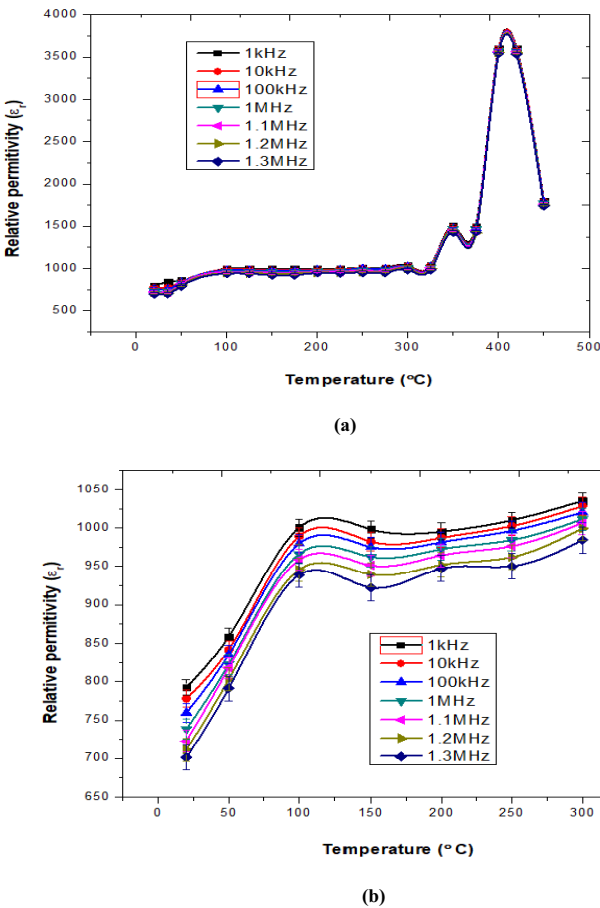 4000
3500
3000
2500
2000
1500
1000
500
Relative permitivity (εr)
1kHz
10kHz
100kHz
1MHz
1.1MHz
1.2MHz
1.3MHz
0 100 200 300 400 500
Temperature (°C)
(a)
1050
1000
950
900
850
800
750
700
650
Relative permitivity (εr)
1kHz
10kHz
100kHz
1MHz
1.1MHz
1.2MHz
1.3MHz
0 50 100 150 200 250 300
Temperature (°C)
(b)